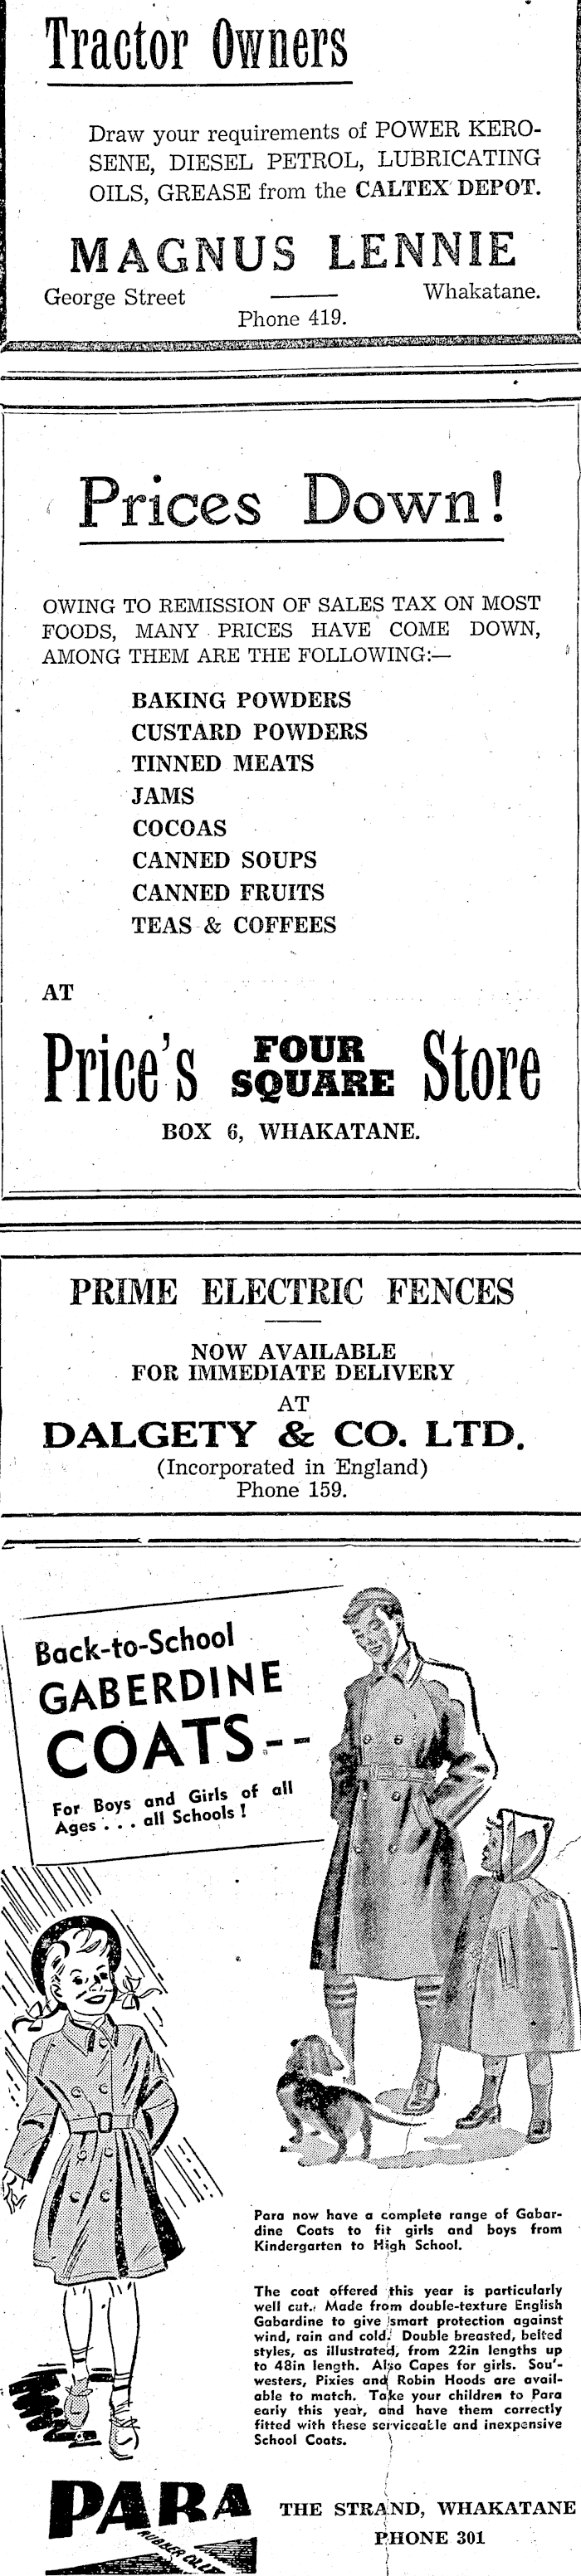 Tractor Owners
Draw your requirements of POWER KERO-
SENE, DIESEL PETROL, LUBRICATING
OILS, GREASE from the CALTEX DEPOT.
MAGNUS LENNIE
George Street Whakatane.
Phone 419.
Prices Down!
OWING TO REMISSION OF SALES TAX ON MOST
FOODS, MANY PRICES HAVE COME DOWN,
AMONG THEM ARE THE FOLLOWING:—
BAKING POWDERS
CUSTARD POWDERS
TINNED MEATS
JAMS
COCOAS
CANNED SOUPS
CANNED FRUITS
TEAS & COFFEES
AT
Price's FOUR SQUARE Store
BOX 6, WHAKATANE.
PRIME ELECTRIC FENCES
NOW AVAILABLE
FOR IMMEDIATE DELIVERY
AT
DALGETY & CO. LTD.
(Incorporated in England)
Phone 159.
Back-to-School
GABERDINE
COATS--
For Boys and Girls of all
Ages . . . all Schools !
Para now have a complete range of Gabar-
dine Coats to fit girls and boys from
Kindergarten to High School.
The coat offered this year is particularly
well cut. Made from double-texture English
Gabardine to give smart protection against
wind, rain and cold. Double breasted, belted
styles, as illustrated, from 22in lengths up
to 48in length. Also Capes for girls. Sou'-
westers, Pixies and Robin Hoods are avail-
able to match. Take your children to Para
early this year, and have them correctly
fitted with these serviceable and inexpensive
School Coats.
PARA
RUBBER
THE STRAND, WHAKATANE
PHONE 301